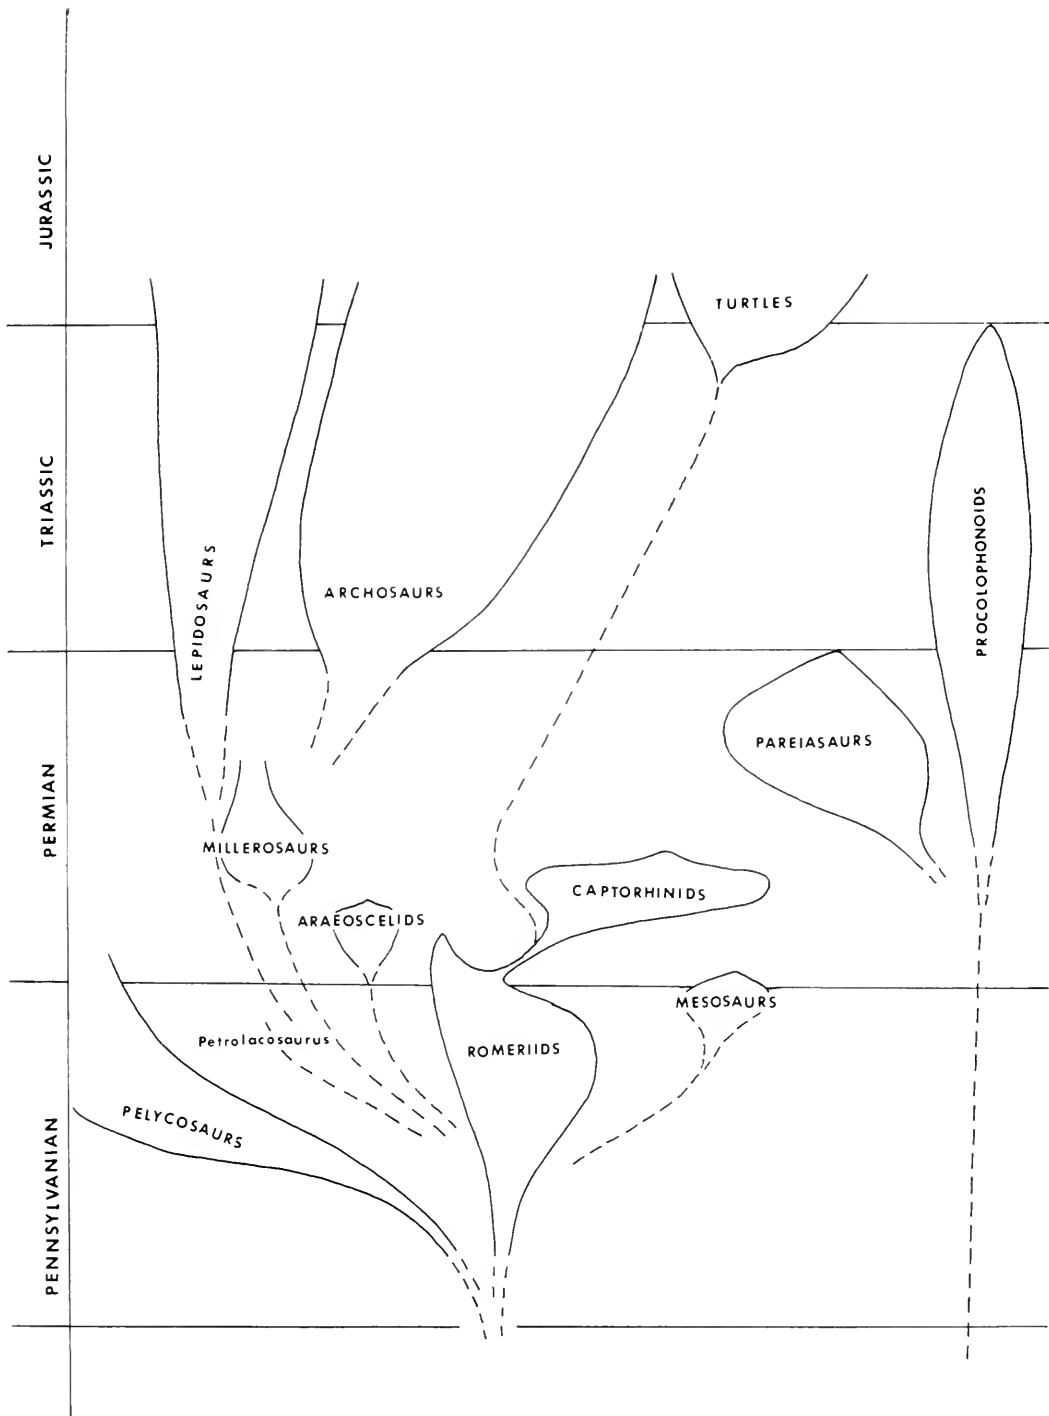 JURASSIC
TURTLES
TRIASSIC
PROCOLOPHONOIDS
LEPIDOSAURS
ARCHOSAURS
PERMIAN
PAREIASAURS
MILLEROSAURS
CAPTORHINIDS
ARAEOSCELIDS
MESOSAURS
Petrolacosaurus
ROMERIIDS
PELYCOSAURS
PENNSYLVANIAN